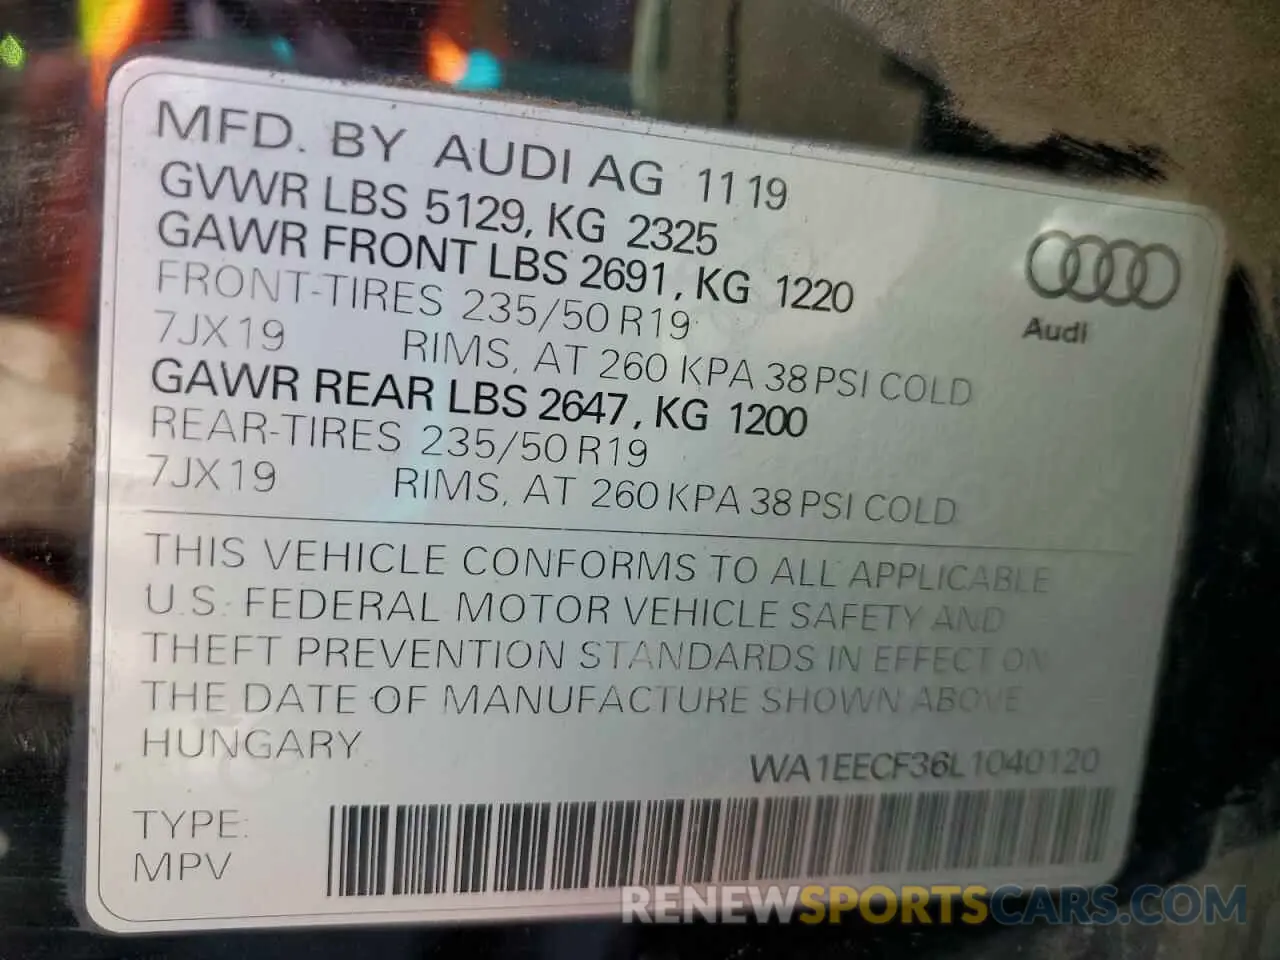 MFD. BY AUDI AG 11 19
GVWR LBS 5129, KG 2325
GAWR FRONT LBS 2691, KG 1220
FRONT-TIRES 235/50 R19
7JX19 RIMS, AT 260 KPA 38 PSI COLD
GAWR REAR LBS 2647, KG 1200
REAR-TIRES 235/50 R19
7JX19 RIMS, AT 260 KPA 38 PSI COLD
Audi
THIS VEHICLE CONFORMS TO ALL APPLICABLE
U.S. FEDERAL MOTOR VEHICLE SAFETY AND
THEFT PREVENTION STANDARDS IN EFFECT ON
THE DATE OF MANUFACTURE SHOWN ABOVE
HUNGARY
WA1EECF36L1040120
TYPE:
MPV
RENEWSPORTSCARS.COM